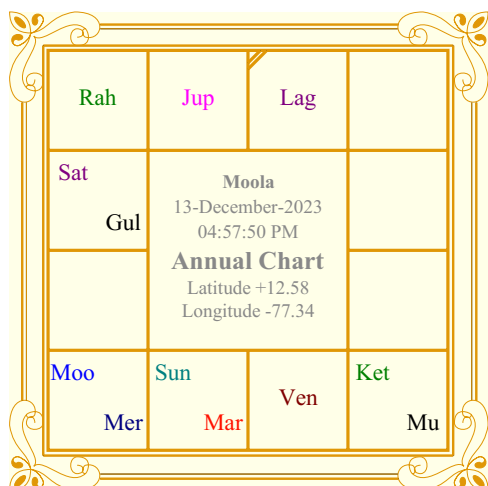 Rah
Jup
Lag
Sat
Gul
Moola
13-December-2023
04:57:50 PM
Annual Chart
Latitude +12.58
Longitude -77.34
Moo
Mer
Sun
Mar
Ven
Ket
Mu